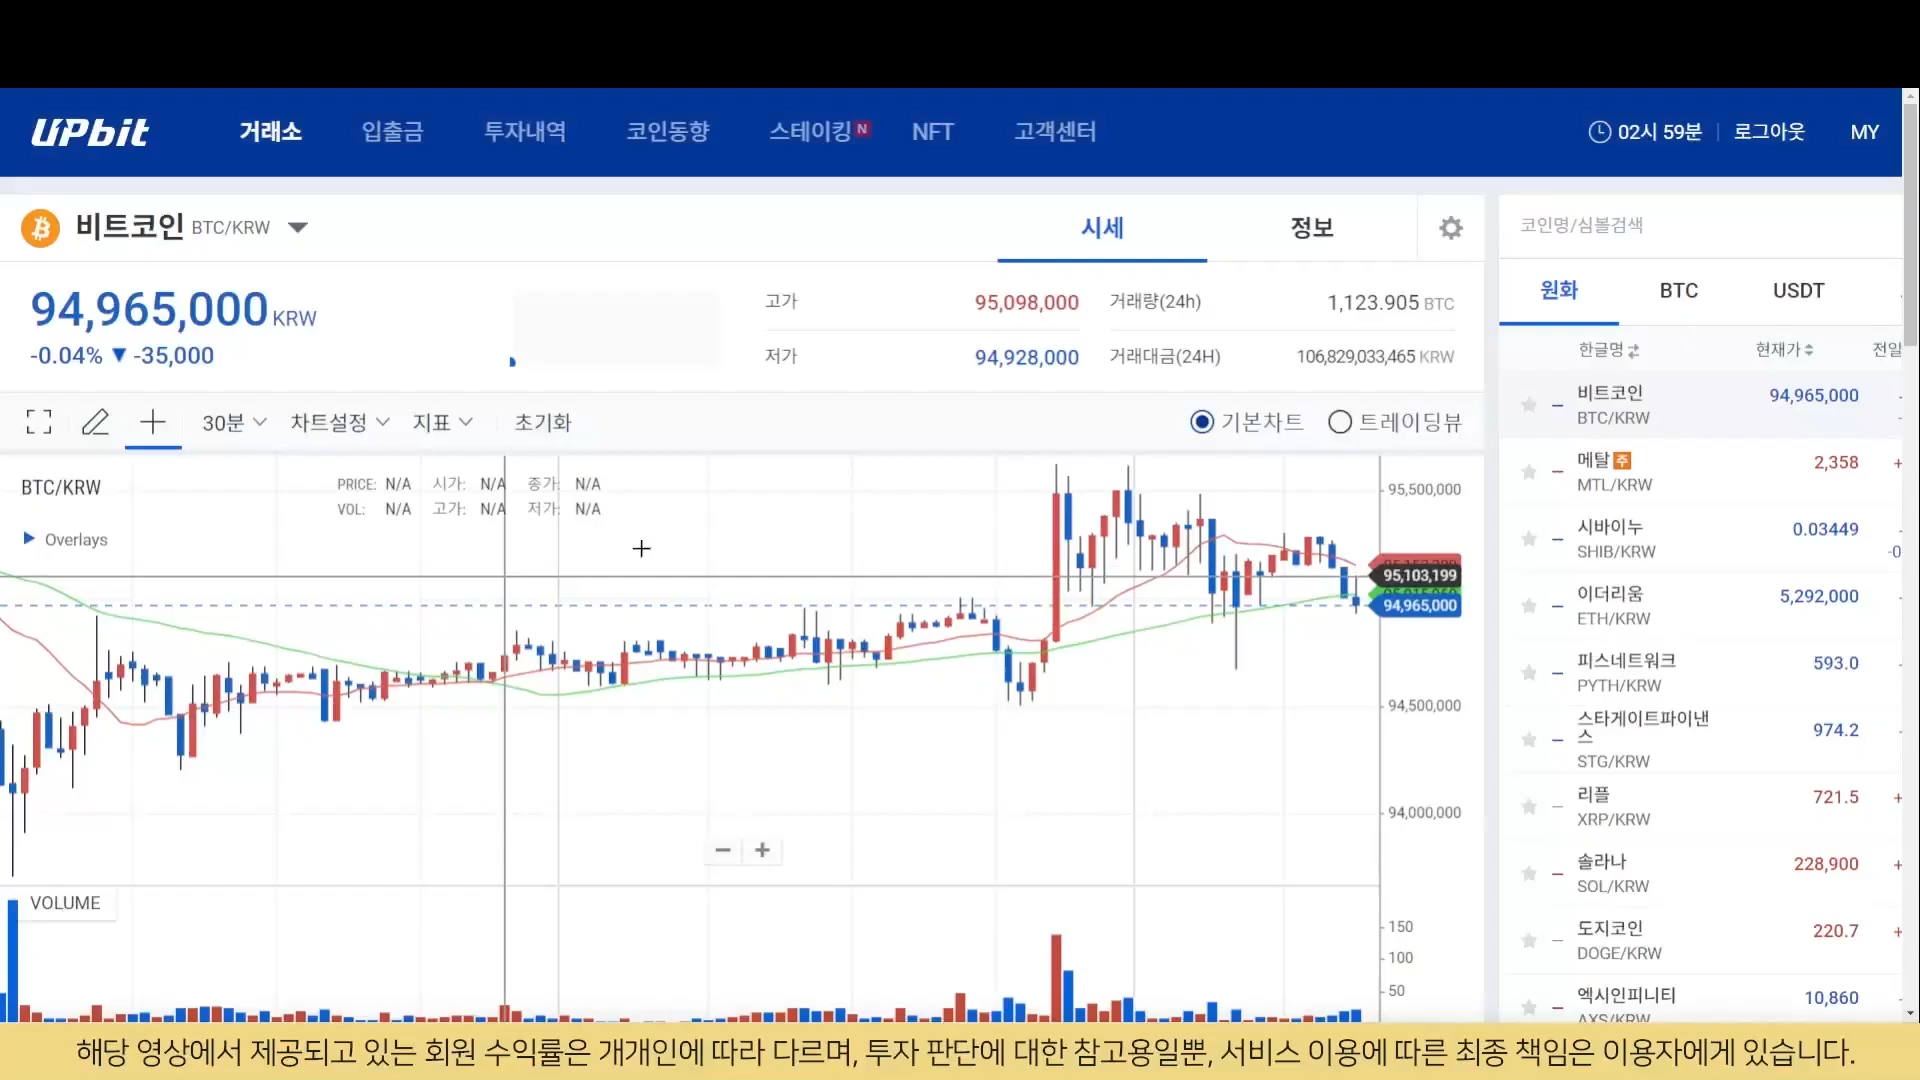 UPbit 거래소 입출금 투자내역 코인동향 스테이킹 N NFT 고객센터 02시 59분 로그아웃 MY
비트코인 BTC/KRW 시세 정보
94,965,000 KRW
-0.04% ▼ -35,000
고가 95,098,000 거래량(24h) 1,123.905 BTC
저가 94,928,000 거래대금(24H) 106,829,033,465 KRW
30분 차트설정 지표 초기화 기본차트 트레이딩뷰
BTC/KRW
PRICE: N/A 시가: N/A 종가: N/A
VOL: N/A 고가: N/A 저가: N/A
Overlays
95,500,000
95,103,199
94,965,000
94,500,000
94,000,000
VOLUME
150
100
50
코인명/심볼검색
원화 BTC USDT
한글명 현재가 전일
비트코인 94,965,000
BTC/KRW
메탈 주 2,358 +
MTL/KRW
시바이누 0.03449
SHIB/KRW -0
이더리움 5,292,000
ETH/KRW
피스네트워크 593.0
PYTH/KRW
스타게이트파이낸
스 974.2
STG/KRW
리플 721.5 +
XRP/KRW
솔라나 228,900 +
SOL/KRW
도지코인 220.7 +
DOGE/KRW
엑시인피니티 10,860
AXS/KRW
해당 영상에서 제공되고 있는 회원 수익률은 개개인에 따라 다르며, 투자 판단에 대한 참고용일뿐, 서비스 이용에 따른 최종 책임은 이용자에게 있습니다.